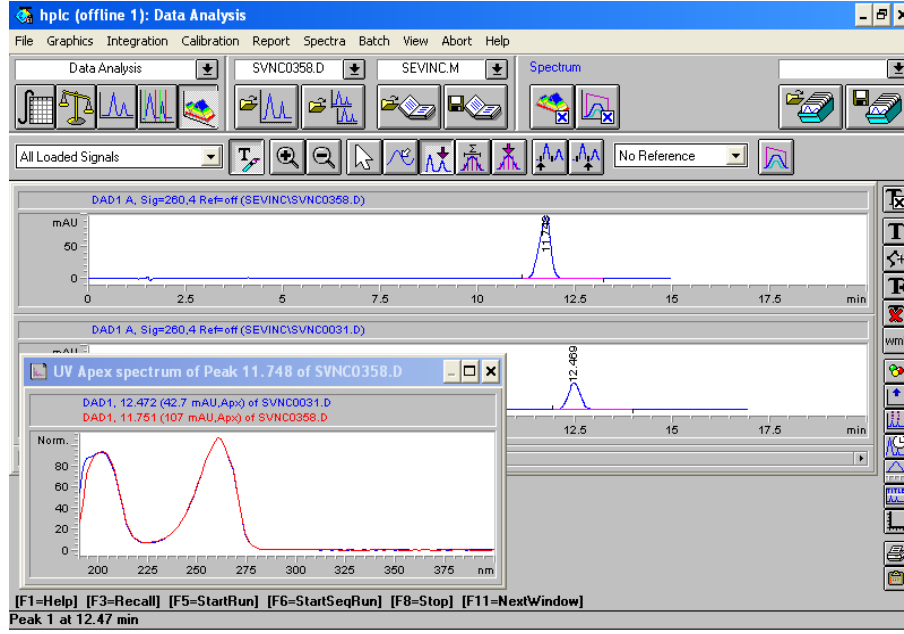 hplc (offline 1): Data Analysis
File Graphics Integration Calibration Report Spectra Batch View Abort Help
Data Analysis SVNC0358.D SEVINC.M Spectrum
All Loaded Signals No Reference
DAD1 A, Sig=260,4 Ref=off (SEVINC\SVNC0358.D)
mAU
50
0
11.748
0 2.5 5 7.5 10 12.5 15 17.5 min
DAD1 A, Sig=260,4 Ref=off (SEVINC\SVNC0031.D)
12.469
12.5 15 17.5 min
UV Apex spectrum of Peak 11.748 of SVNC0358.D
DAD1, 12.472 (42.7 mAU,Apx) of SVNC0031.D
DAD1, 11.751 (107 mAU,Apx) of SVNC0358.D
Norm.
80
60
40
20
0
200 225 250 275 300 325 350 375 nm
wm
TITLE
[F1=Help] [F3=Recall] [F5=StartRun] [F6=StartSeqRun] [F8=Stop] [F11=NextWindow]
Peak 1 at 12.47 min